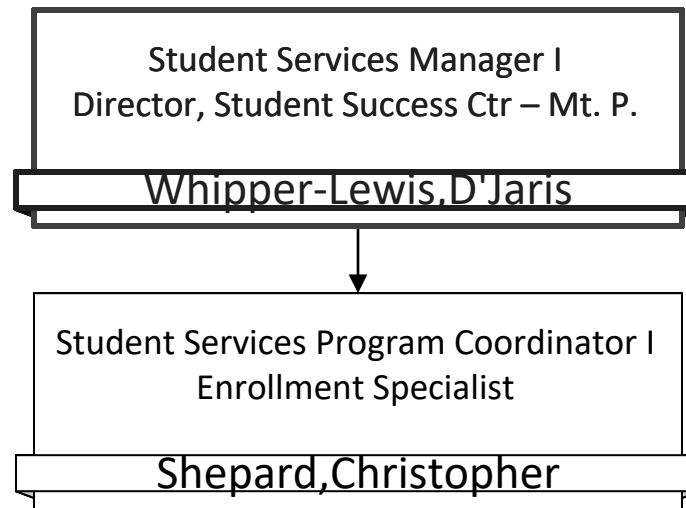 Student Services Manager I
Director, Student Success Ctr – Mt. P.
Whipper-Lewis,D'Jaris
Student Services Program Coordinator I
Enrollment Specialist
Shepard,Christopher